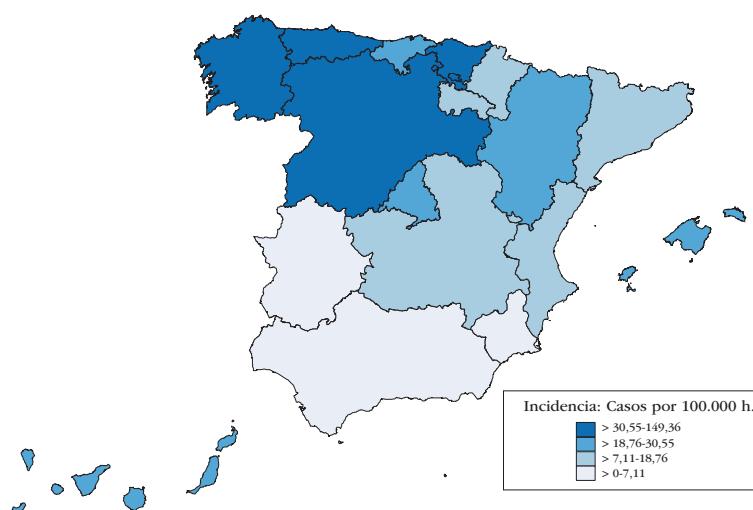 Incidencia: Casos por 100.000 h.
> 30,55-149,36
> 18,76-30,55
> 7,11-18,76
> 0-7,11